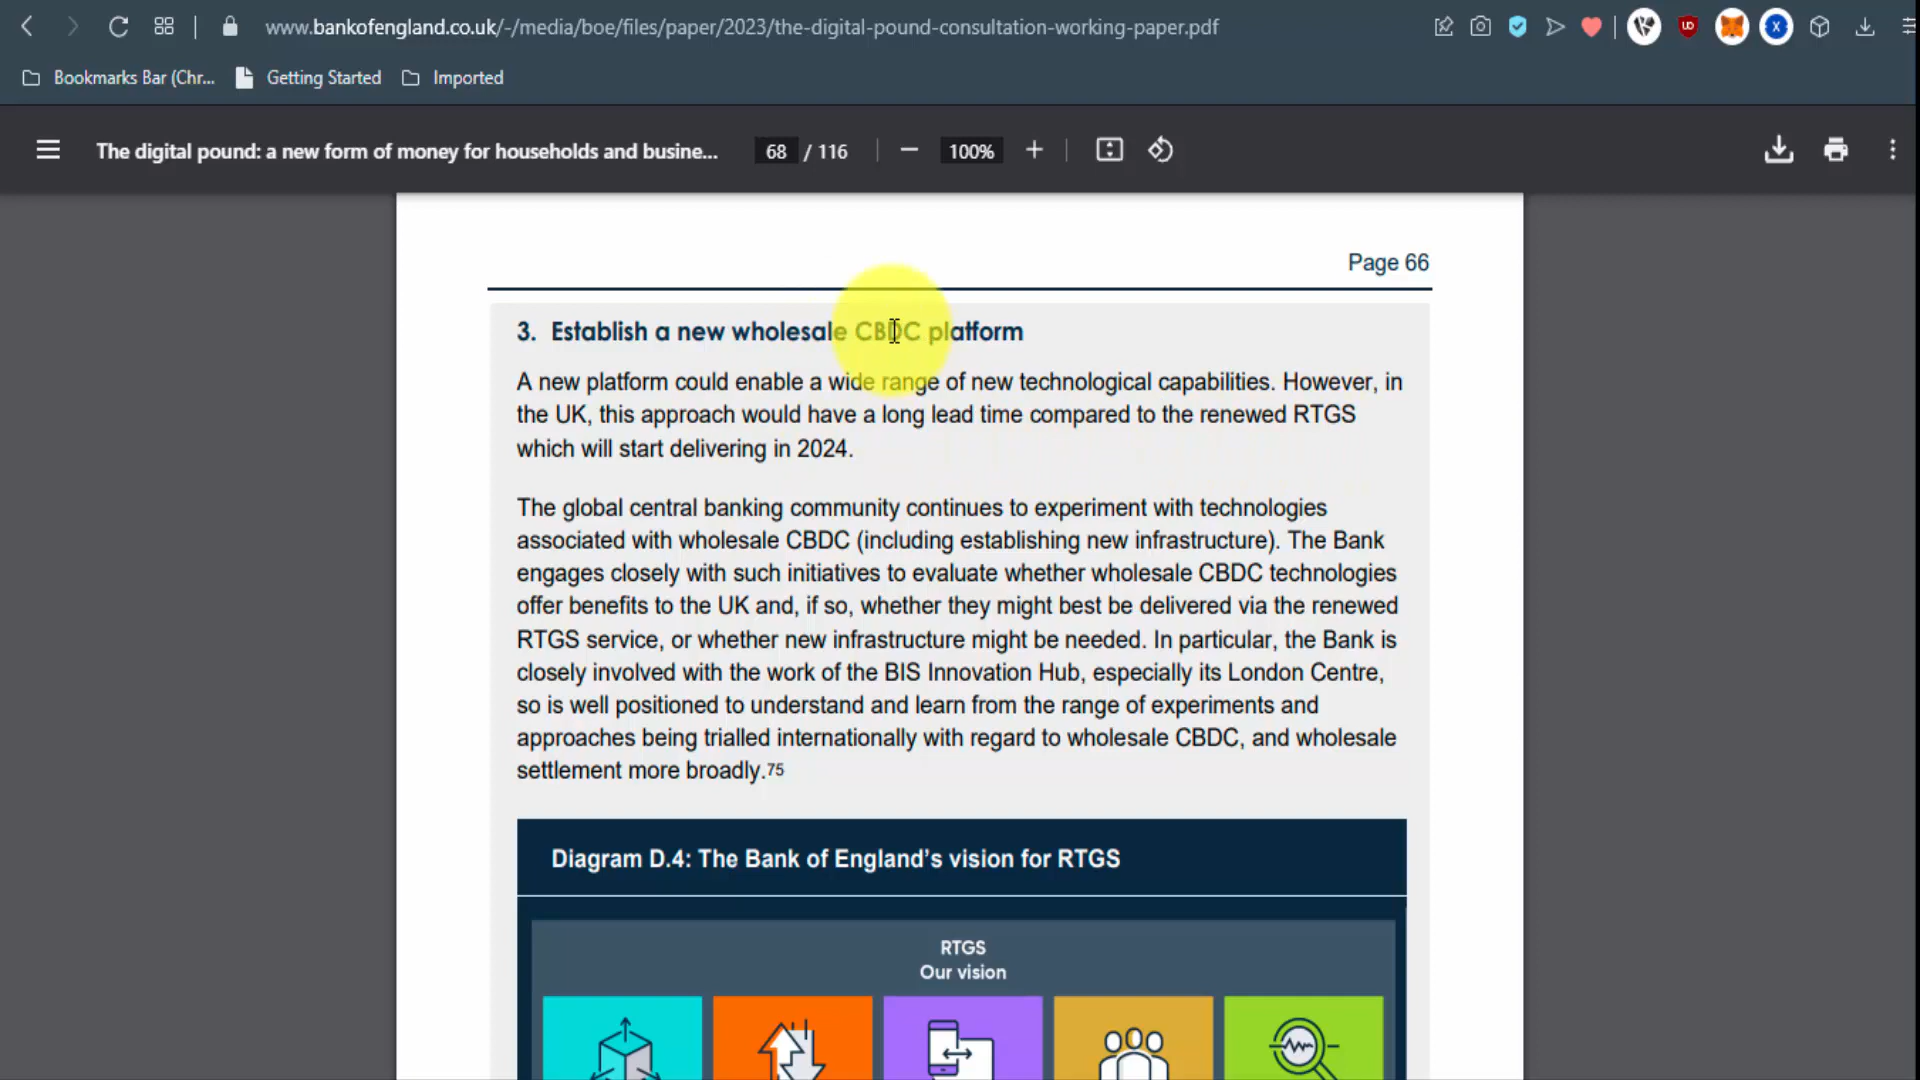 www.bankofengland.co.uk/-/media/boe/files/paper/2023/the-digital-pound-consultation-working-paper.pdf
Bookmarks Bar (Chr... Getting Started Imported
The digital pound: a new form of money for households and busine... 68 / 116 100%
Page 66
3. Establish a new wholesale CBDC platform
A new platform could enable a wide range of new technological capabilities. However, in
the UK, this approach would have a long lead time compared to the renewed RTGS
which will start delivering in 2024.
The global central banking community continues to experiment with technologies
associated with wholesale CBDC (including establishing new infrastructure). The Bank
engages closely with such initiatives to evaluate whether wholesale CBDC technologies
offer benefits to the UK and, if so, whether they might best be delivered via the renewed
RTGS service, or whether new infrastructure might be needed. In particular, the Bank is
closely involved with the work of the BIS Innovation Hub, especially its London Centre,
so is well positioned to understand and learn from the range of experiments and
approaches being trialled internationally with regard to wholesale CBDC, and wholesale
settlement more broadly.75
Diagram D.4: The Bank of England’s vision for RTGS
RTGS
Our vision